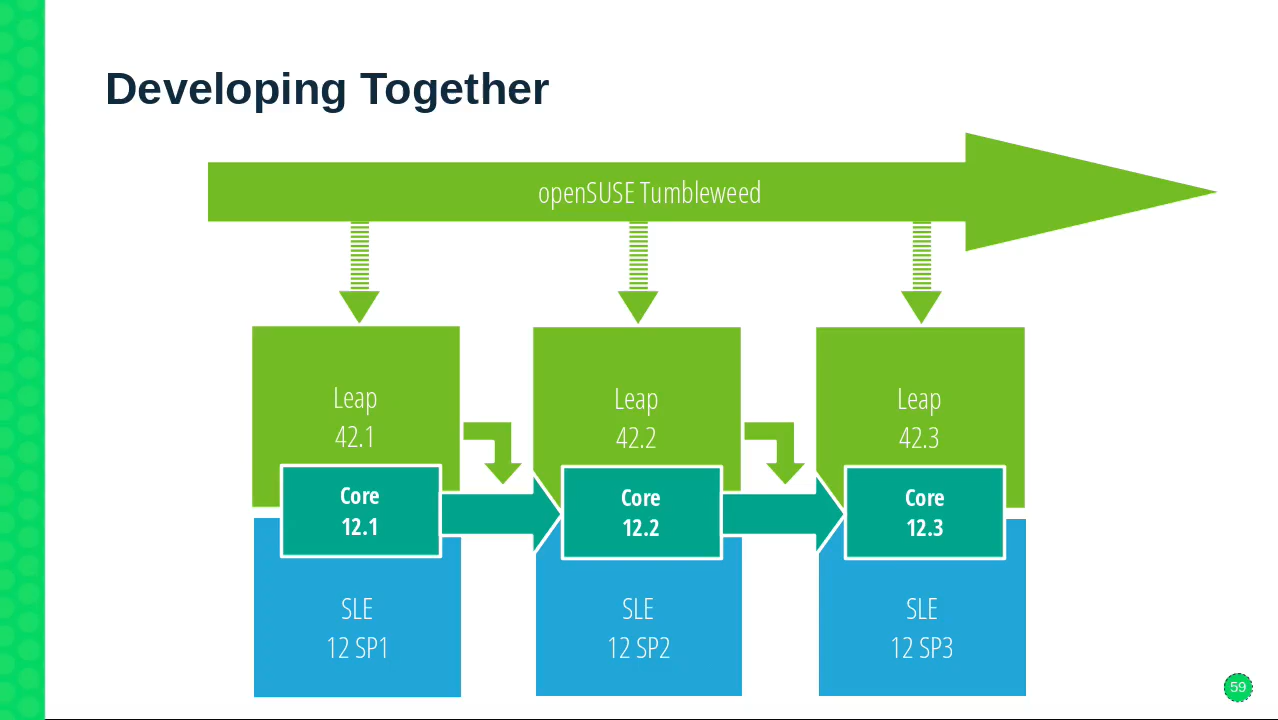 Developing Together
openSUSE Tumbleweed
Leap
42.1
Leap
42.2
Leap
42.3
Core
12.1
Core
12.2
Core
12.3
SLE
12 SP1
SLE
12 SP2
SLE
12 SP3
59